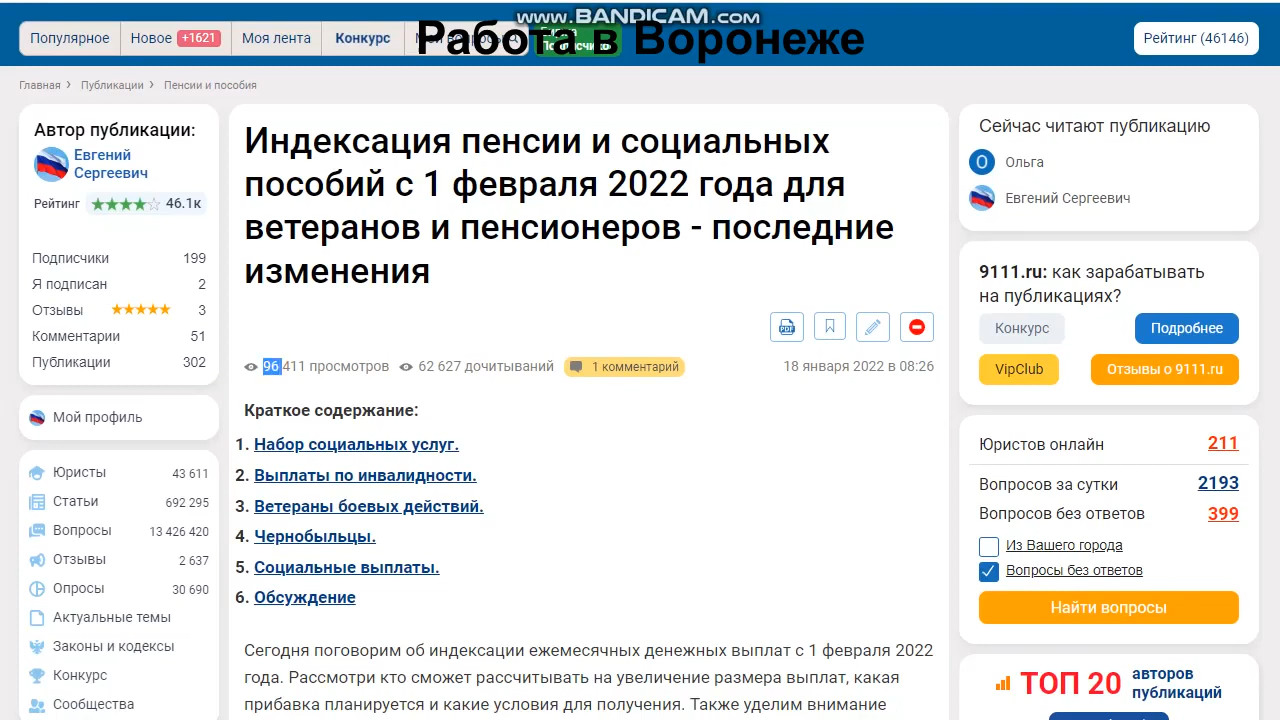 www.BANDICAM.com
Работа в Воронеже
Популярное
Новое +1621
Моя лента
Конкурс
Рейтинг (46146)
Главная › Публикации › Пенсии и пособия
Автор публикации:
Евгений
Сергеевич
Рейтинг 46.1к
Подписчики 199
Я подписан 2
Отзывы 3
Комментарии 51
Публикации 302
Мой профиль
Юристы 43 611
Статьи 692 295
Вопросы 13 426 420
Отзывы 2 637
Опросы 30 690
Актуальные темы
Законы и кодексы
Конкурс
Сообщества
Индексация пенсии и социальных
пособий с 1 февраля 2022 года для
ветеранов и пенсионеров - последние
изменения
PDF
96 411 просмотров 62 627 дочитываний 1 комментарий 18 января 2022 в 08:26
Краткое содержание:
1. Набор социальных услуг.
2. Выплаты по инвалидности.
3. Ветераны боевых действий.
4. Чернобыльцы.
5. Социальные выплаты.
6. Обсуждение
Сегодня поговорим об индексации ежемесячных денежных выплат с 1 февраля 2022
года. Рассмотри кто сможет рассчитывать на увеличение размера выплат, какая
прибавка планируется и какие условия для получения. Также уделим внимание
Сейчас читают публикацию
О Ольга
Евгений Сергеевич
9111.ru: как зарабатывать
на публикациях?
Конкурс Подробнее
VipClub Отзывы о 9111.ru
Юристов онлайн 211
Вопросов за сутки 2193
Вопросов без ответов 399
Из Вашего города
Вопросы без ответов
Найти вопросы
ТОП 20 авторов
публикаций